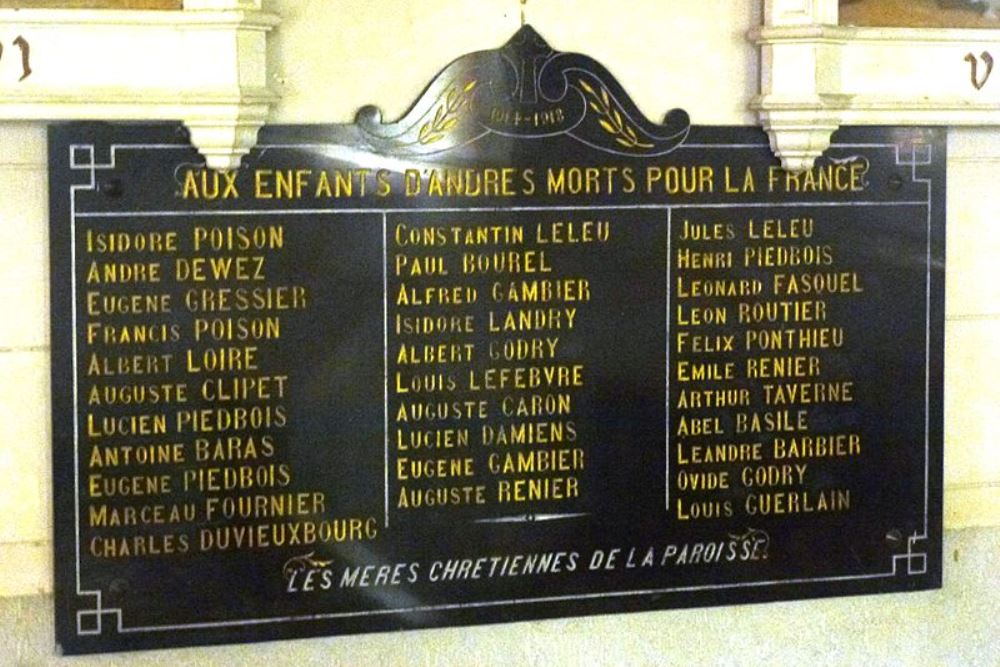 VI
V
1914-1918
AUX ENFANTS D'ANDRES MORTS POUR LA FRANCE
ISIDORE POISON
ANDRE DEWEZ
EUGENE GRESSIER
FRANCIS POISON
ALBERT LOIRE
AUGUSTE CLIPET
LUCIEN PIEDBOIS
ANTOINE BARAS
EUGENE PIEDBOIS
MARCEAU FOURNIER
CHARLES DUVIEUXBOURG
CONSTANTIN LELEU
PAUL BOUREL
ALFRED GAMBIER
ISIDORE LANDRY
ALBERT GODRY
LOUIS LEFEBVRE
AUGUSTE CARON
LUCIEN DAMIENS
EUGENE GAMBIER
AUGUSTE RENIER
JULES LELEU
HENRI PIEDBOIS
LEONARD FASQUEL
LEON ROUTIER
FELIX PONTHIEU
EMILE RENIER
ARTHUR TAVERNE
ABEL BASILE
LEANDRE BARBIER
OVIDE GODRY
LOUIS GUERLAIN
LES MERES CHRETIENNES DE LA PAROISSE